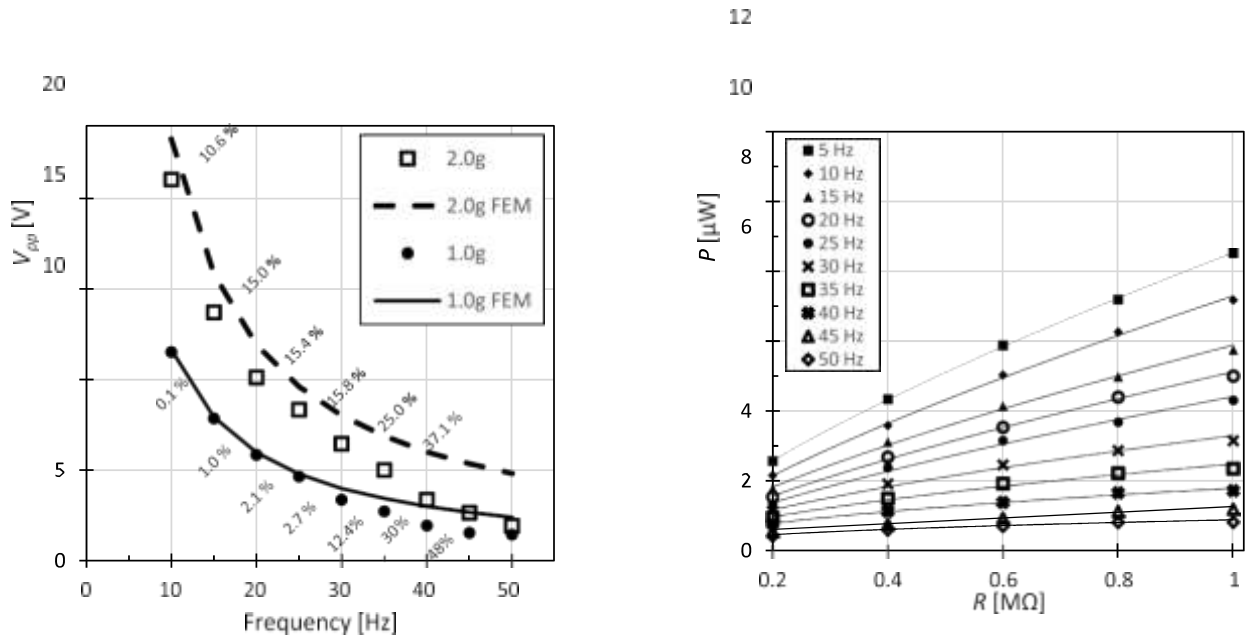 20
15
10
5
0
V_pp [V]
10.6 %
15.0 %
15.4 %
15.8 %
25.0 %
37.1 %
0.1 %
1.0 %
2.1 %
2.7 %
12.4%
30%
48%
2.0g
2.0g FEM
1.0g
1.0g FEM
0 10 20 30 40 50
Frequency [Hz]
12
10
8
6
4
2
0
P [μW]
5 Hz
10 Hz
15 Hz
20 Hz
25 Hz
30 Hz
35 Hz
40 Hz
45 Hz
50 Hz
0.2 0.4 0.6 0.8 1
R [MΩ]